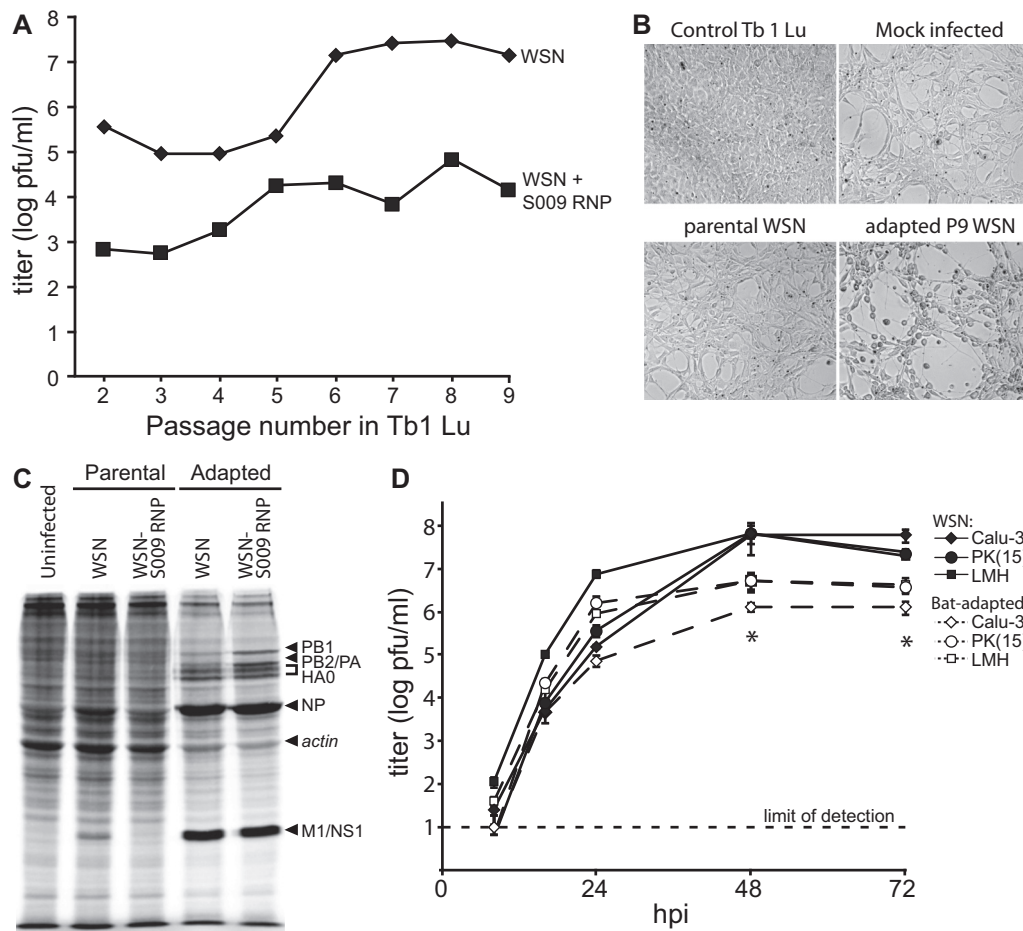 A
8
7
6
5
4
3
2
1
0
titer (log pfu/ml)
WSN
WSN +
S009 RNP
2 3 4 5 6 7 8 9
Passage number in Tb1 Lu
B
Control Tb 1 Lu
Mock infected
parental WSN
adapted P9 WSN
C
Parental
Adapted
Uninfected
WSN
WSN-
S009 RNP
WSN
WSN-
S009 RNP
PB1
PB2/PA
HA0
NP
actin
M1/NS1
D
8
7
6
5
4
3
2
1
titer (log pfu/ml)
limit of detection
* *
0 24 48 72
hpi
WSN:
Calu-3
PK(15
LMH
Bat-adapted
Calu-3
PK(15
LMH